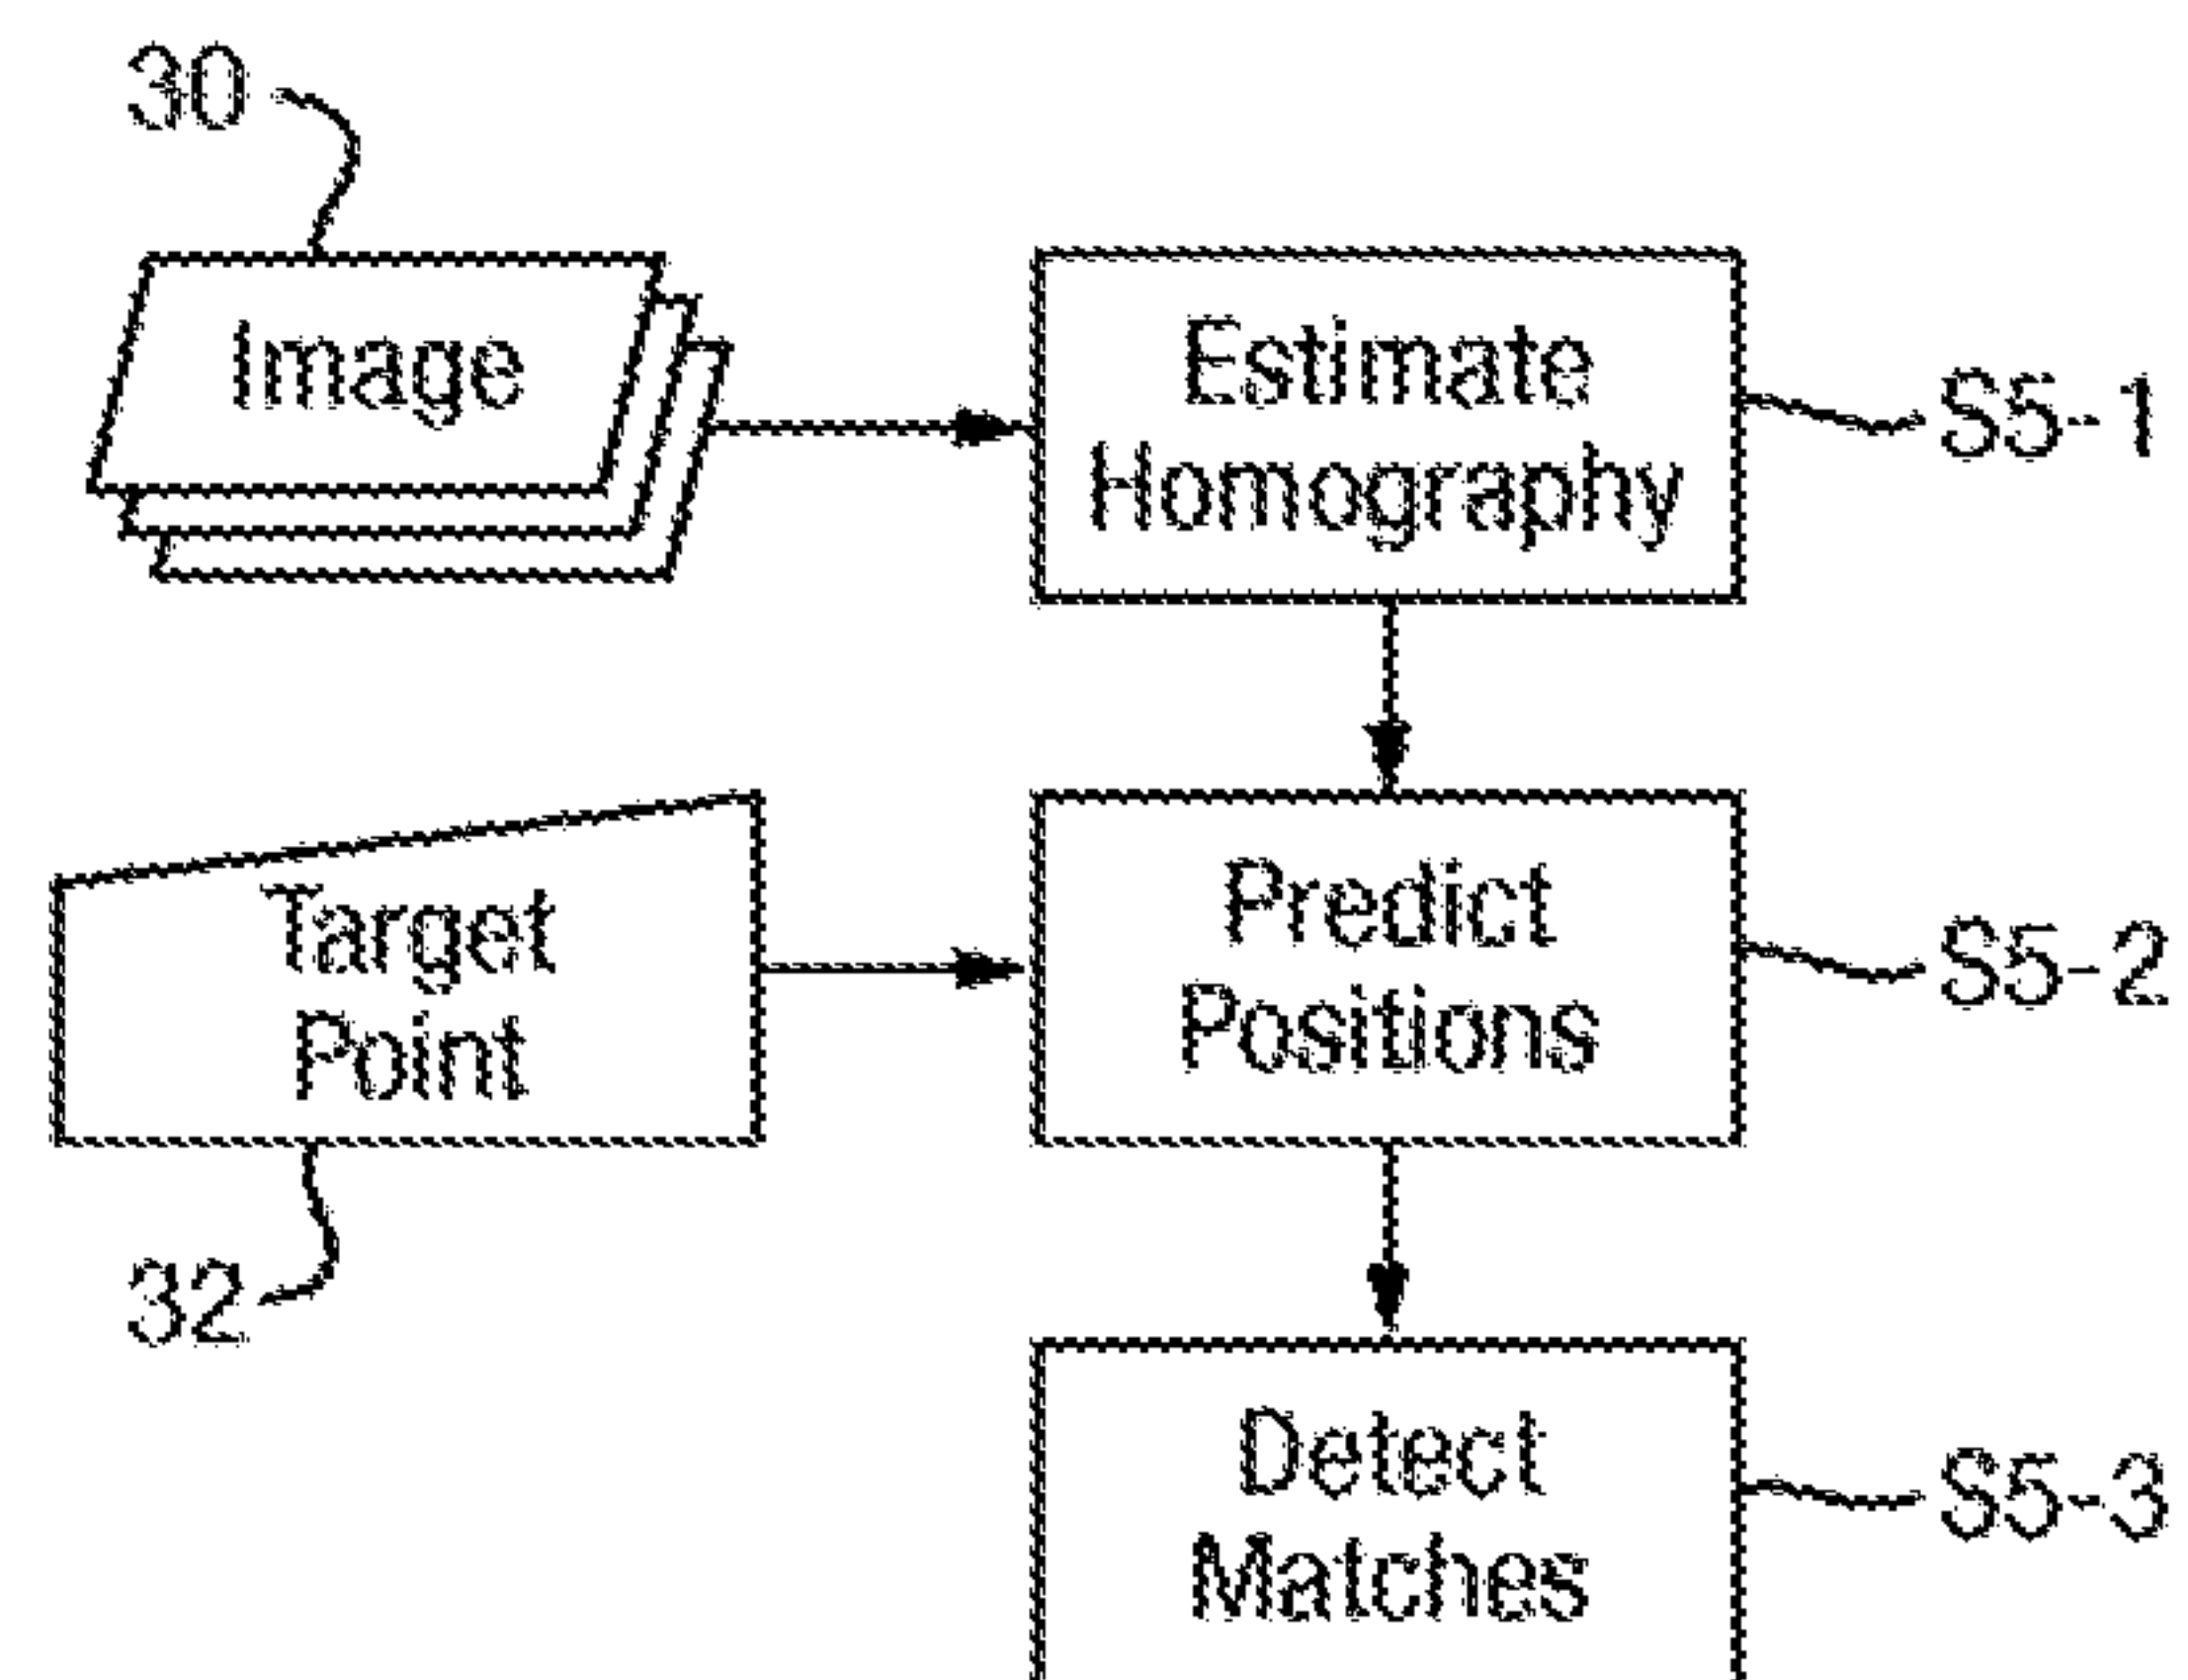 30
Image
Estimate
Homography
S5-1
Target
Point
32
Predict
Positions
S5-2
Detect
Matches
S5-3